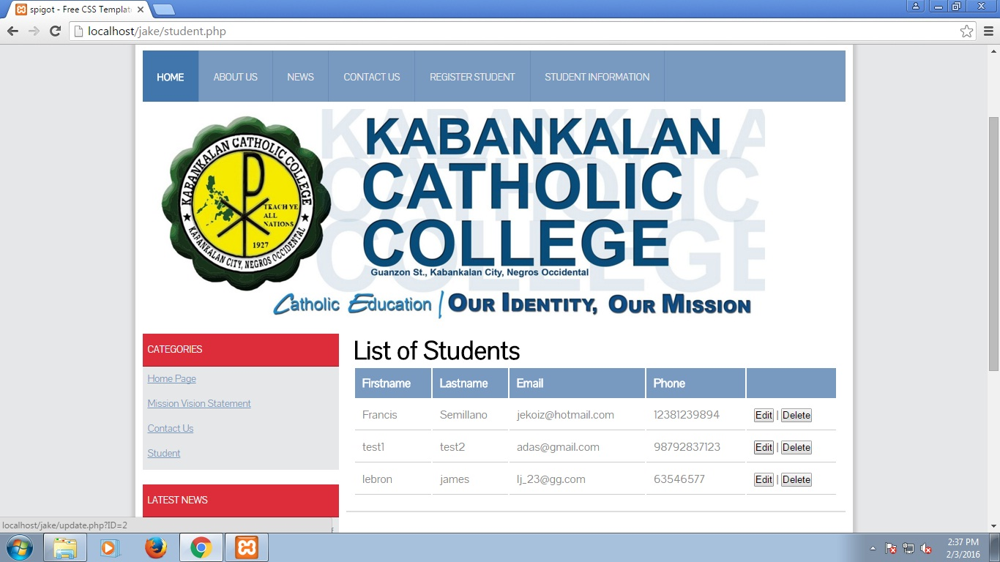 spigot - Free CSS Templat
localhost/jake/student.php
HOME ABOUT US NEWS CONTACT US REGISTER STUDENT STUDENT INFORMATION
KABANKALAN CATHOLIC COLLEGE
TEACH YE
ALL
NATIONS
1927
KABANKALAN CITY, NEGROS OCCIDENTAL
KABANKALA
CATHOLIC
COLLEGE
KABANKALAN
CATHOLIC
COLLEGE
Guanzon St., Kabankalan City, Negros Occidental
Catholic Education | OUR IDENTITY, OUR MISSION
CATEGORIES
Home Page
Mission Vision Statement
Contact Us
Student
LATEST NEWS
List of Students
Firstname Lastname Email Phone
Francis Semillano jekoiz@hotmail.com 12381239894 Edit | Delete
test1 test2 adas@gmail.com 98792837123 Edit | Delete
lebron james lj_23@gg.com 63546577 Edit | Delete
localhost/jake/update.php?ID=2
2:37 PM
2/3/2016